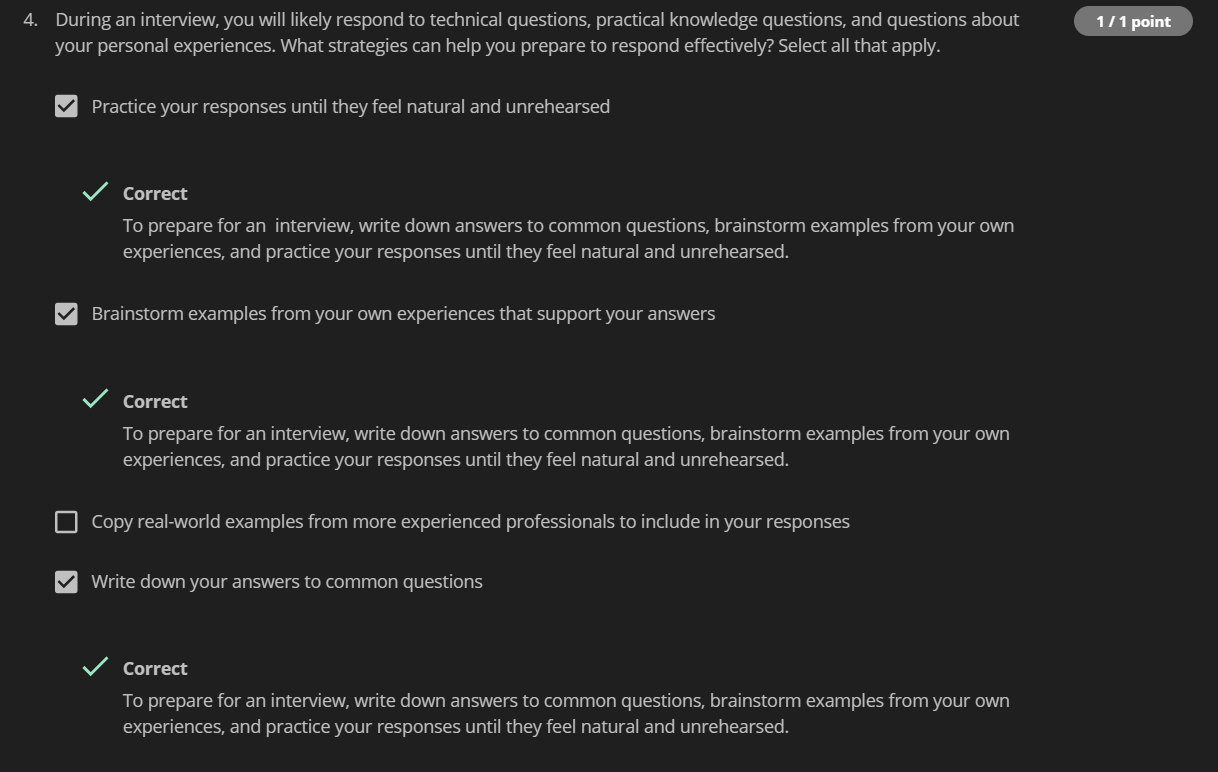 4. During an interview, you will likely respond to technical questions, practical knowledge questions, and questions about
1 / 1 point
your personal experiences. What strategies can help you prepare to respond effectively? Select all that apply.
Practice your responses until they feel natural and unrehearsed
Correct
To prepare for an  interview, write down answers to common questions, brainstorm examples from your own
experiences, and practice your responses until they feel natural and unrehearsed.
Brainstorm examples from your own experiences that support your answers
Correct
To prepare for an interview, write down answers to common questions, brainstorm examples from your own
experiences, and practice your responses until they feel natural and unrehearsed.
Copy real-world examples from more experienced professionals to include in your responses
Write down your answers to common questions
Correct
To prepare for an interview, write down answers to common questions, brainstorm examples from your own
experiences, and practice your responses until they feel natural and unrehearsed.